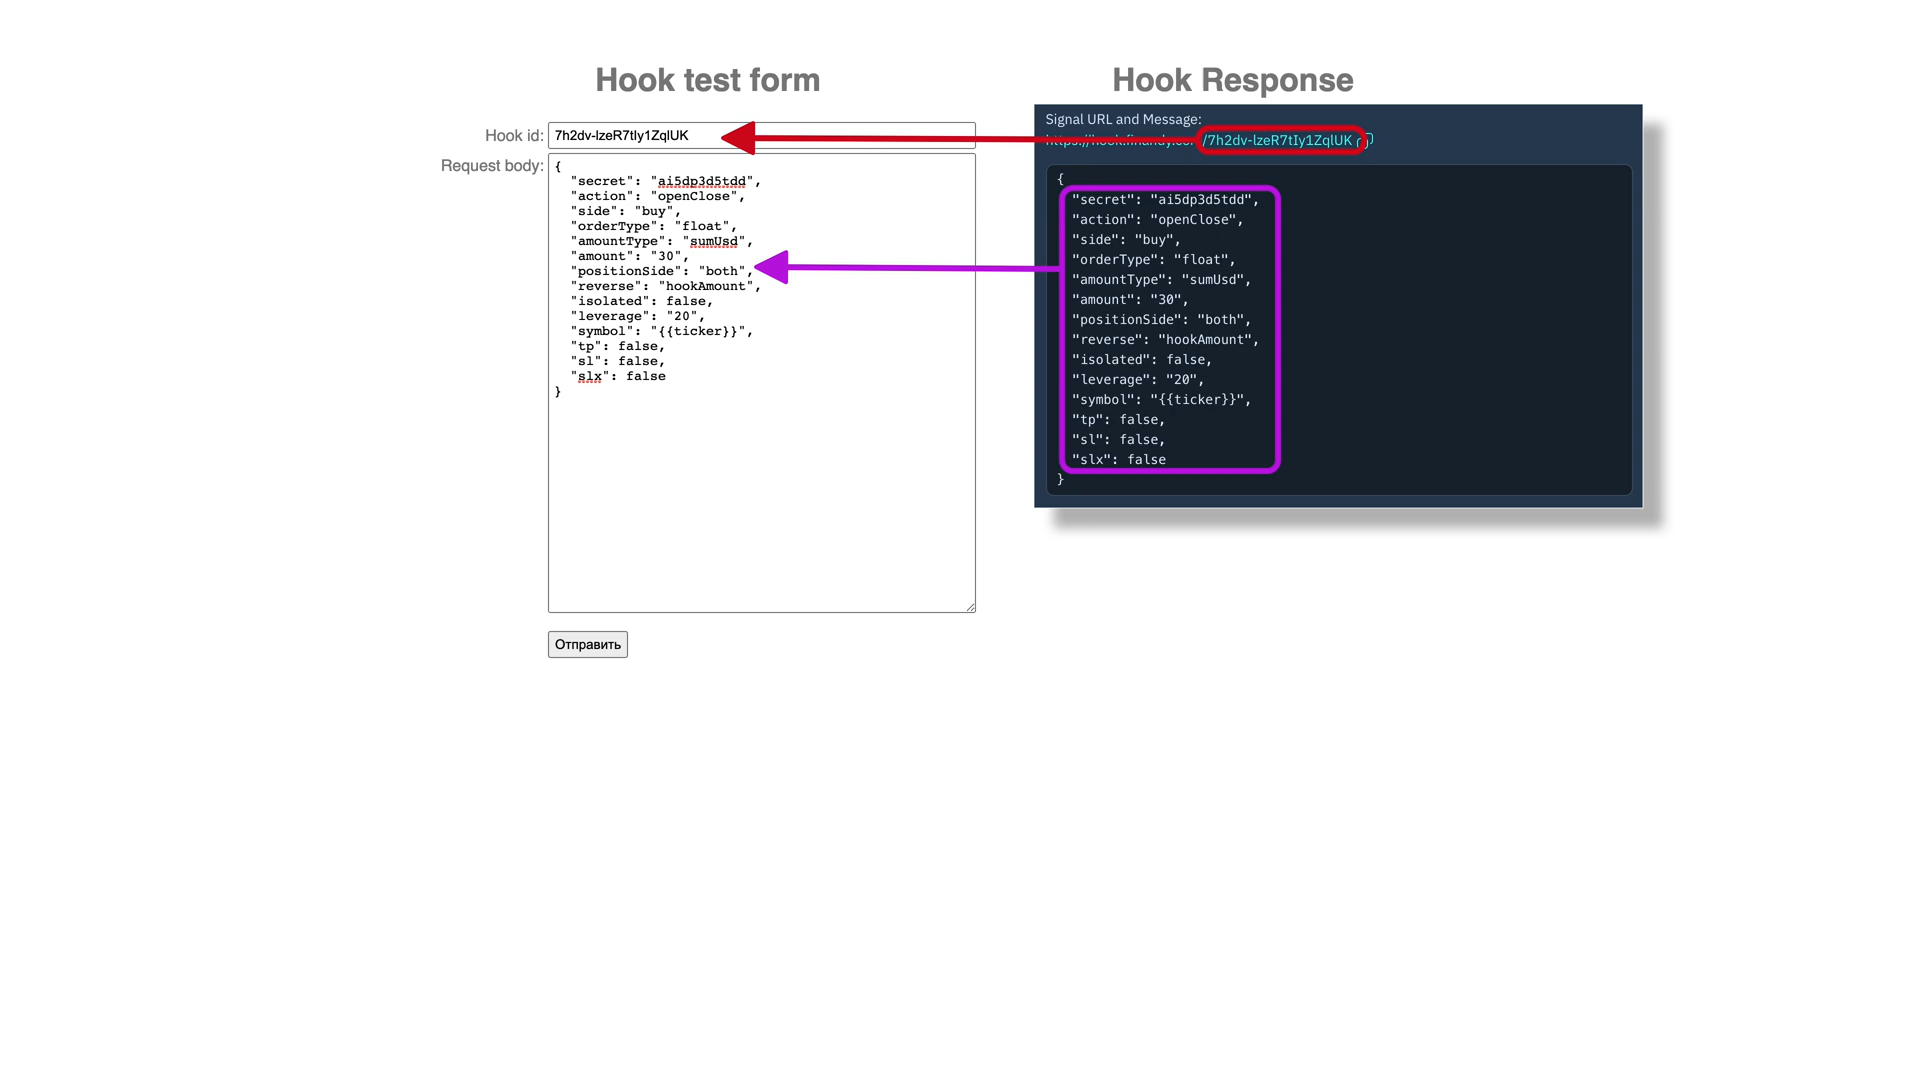 Hook test form
Hook id: 7h2dv-lzeR7tIy1ZqlUK
Request body:
{
  "secret": "ai5dp3d5tdd",
  "action": "openClose",
  "side": "buy",
  "orderType": "float",
  "amountType": "sumUsd",
  "amount": "30",
  "positionSide": "both",
  "reverse": "hookAmount",
  "isolated": false,
  "leverage": "20",
  "symbol": "{{ticker}}",
  "tp": false,
  "sl": false,
  "slx": false
}
Отправить
Hook Response
Signal URL and Message:
/7h2dv-lzeR7tIy1ZqlUK
{
  "secret": "ai5dp3d5tdd",
  "action": "openClose",
  "side": "buy",
  "orderType": "float",
  "amountType": "sumUsd",
  "amount": "30",
  "positionSide": "both",
  "reverse": "hookAmount",
  "isolated": false,
  "leverage": "20",
  "symbol": "{{ticker}}",
  "tp": false,
  "sl": false,
  "slx": false
}